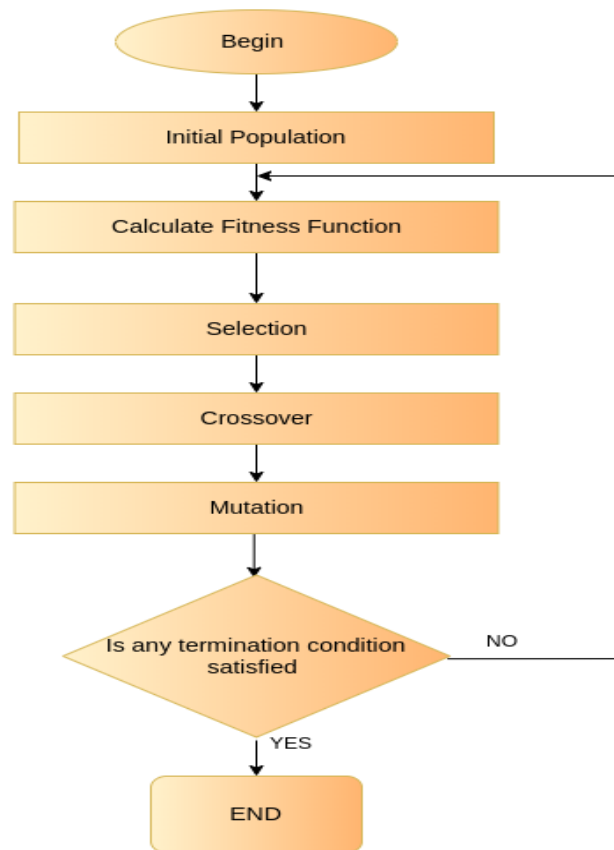 Begin
Initial Population
Calculate Fitness Function
Selection
Crossover
Mutation
Is any termination condition
satisfied
NO
YES
END